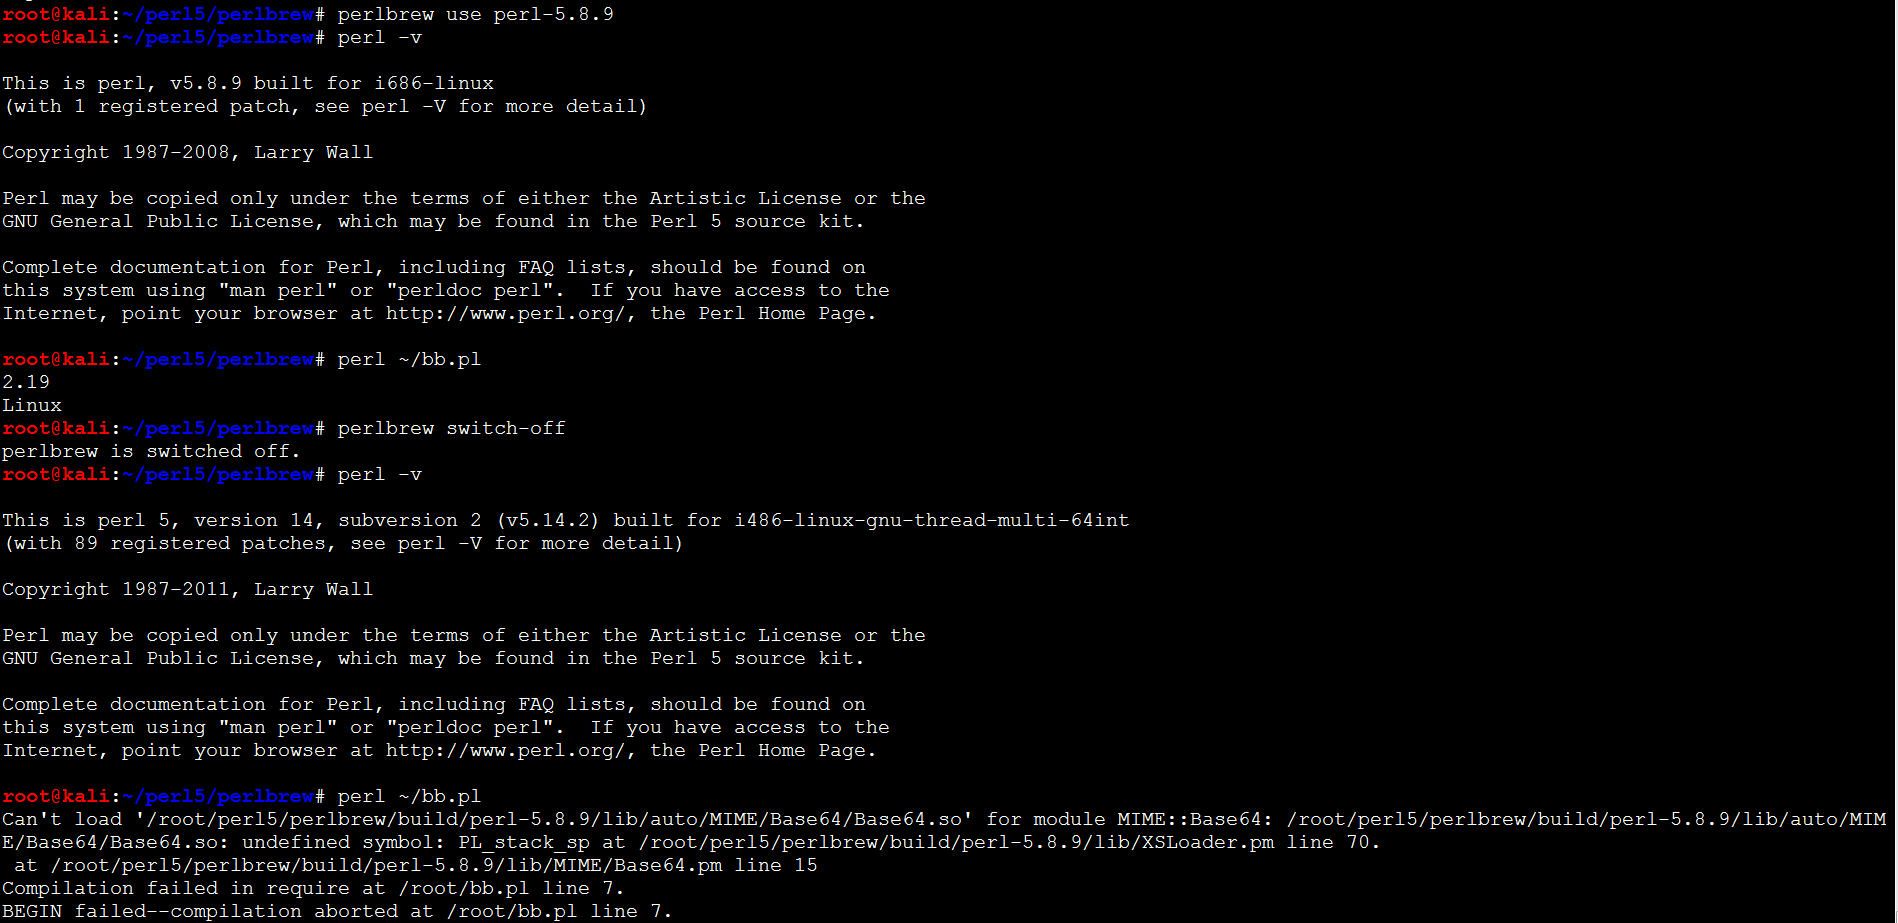 root@kali:~/perl5/perlbrew# perlbrew use perl-5.8.9
root@kali:~/perl5/perlbrew# perl -v
This is perl, v5.8.9 built for i686-linux
(with 1 registered patch, see perl -V for more detail)
Copyright 1987-2008, Larry Wall
Perl may be copied only under the terms of either the Artistic License or the
GNU General Public License, which may be found in the Perl 5 source kit.
Complete documentation for Perl, including FAQ lists, should be found on
this system using "man perl" or "perldoc perl".  If you have access to the
Internet, point your browser at http://www.perl.org/, the Perl Home Page.
root@kali:~/perl5/perlbrew# perl ~/bb.pl
2.19
Linux
root@kali:~/perl5/perlbrew# perlbrew switch-off
perlbrew is switched off.
root@kali:~/perl5/perlbrew# perl -v
This is perl 5, version 14, subversion 2 (v5.14.2) built for i486-linux-gnu-thread-multi-64int
(with 89 registered patches, see perl -V for more detail)
Copyright 1987-2011, Larry Wall
Perl may be copied only under the terms of either the Artistic License or the
GNU General Public License, which may be found in the Perl 5 source kit.
Complete documentation for Perl, including FAQ lists, should be found on
this system using "man perl" or "perldoc perl".  If you have access to the
Internet, point your browser at http://www.perl.org/, the Perl Home Page.
root@kali:~/perl5/perlbrew# perl ~/bb.pl
Can't load '/root/perl5/perlbrew/build/perl-5.8.9/lib/auto/MIME/Base64/Base64.so' for module MIME::Base64: /root/perl5/perlbrew/build/perl-5.8.9/lib/auto/MIM
E/Base64/Base64.so: undefined symbol: PL_stack_sp at /root/perl5/perlbrew/build/perl-5.8.9/lib/XSLoader.pm line 70.
 at /root/perl5/perlbrew/build/perl-5.8.9/lib/MIME/Base64.pm line 15
Compilation failed in require at /root/bb.pl line 7.
BEGIN failed--compilation aborted at /root/bb.pl line 7.